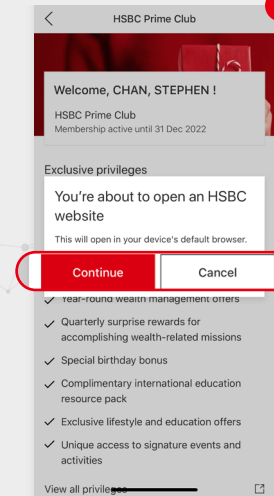 HSBC Prime Club
Welcome, CHAN, STEPHEN !
HSBC Prime Club
Membership active until 31 Dec 2022
Exclusive privileges
You're about to open an HSBC
website
This will open in your device's default browser.
Continue
Cancel
Year-round wealth management offers
Quarterly surprise rewards for
accomplishing wealth-related missions
Special birthday bonus
Complimentary international education
resource pack
Exclusive lifestyle and education offers
Unique access to signature events and
activities
View all privileges